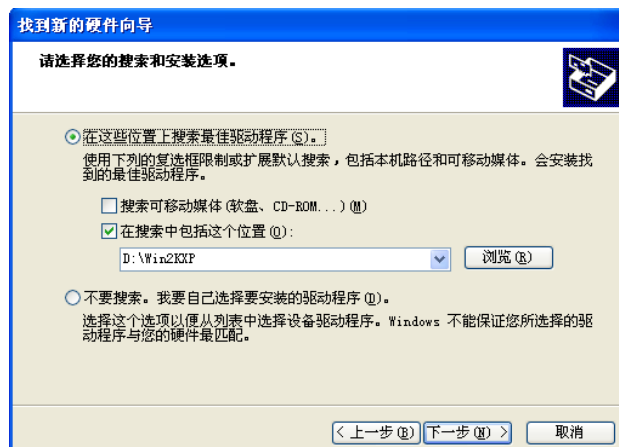 找到新的硬件向导
请选择您的搜索和安装选项。
在这些位置上搜索最佳驱动程序(S)。
使用下列的复选框限制或扩展默认搜索，包括本机路径和可移动媒体。会安装找
到的最佳驱动程序。
搜索可移动媒体(软盘、CD-ROM...)(M)
在搜索中包括这个位置(O):
D:\Win2KXP
浏览(R)
不要搜索。我要自己选择要安装的驱动程序(D)。
选择这个选项以便从列表中选择设备驱动程序。Windows 不能保证您所选择的驱
动程序与您的硬件最匹配。
< 上一步(B) 下一步(N) > 取消